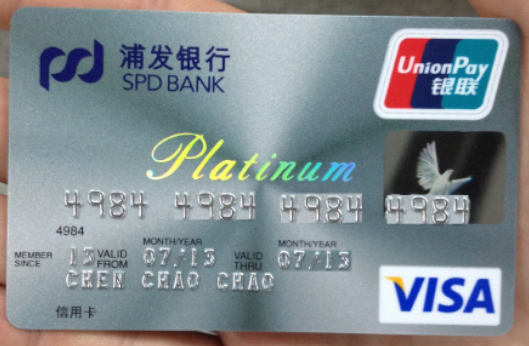 浦发银行
SPD BANK
UnionPay
银联
Platinum
4984 4984 4984 4984
4984
MEMBER SINCE 13 VALID FROM MONTH/YEAR 07/13 VALID THRU MONTH/YEAR 07/13
CHEN CHAO CHAO
信用卡
VISA